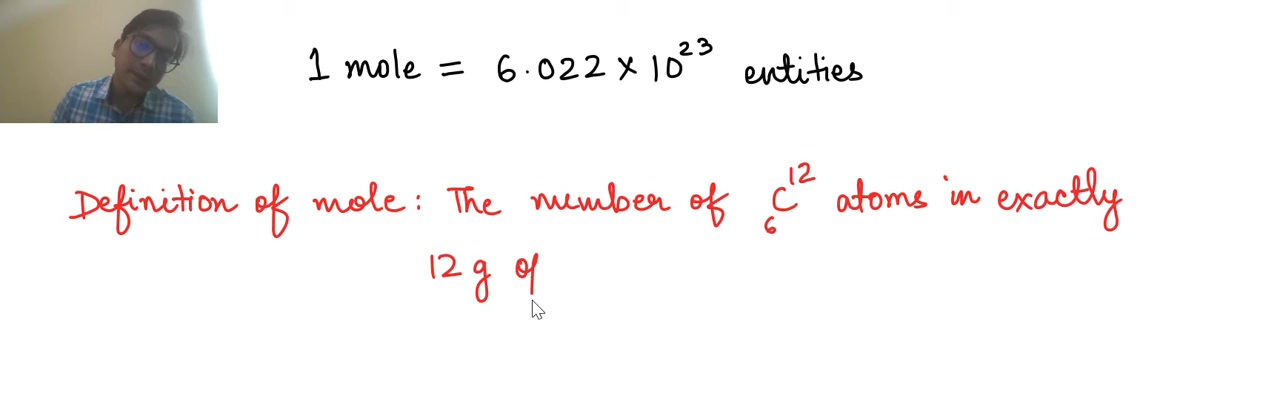 1 mole = 6.022 × 10²³ entities
Definition of mole: The number of ₆C¹² atoms in exactly
12 g of